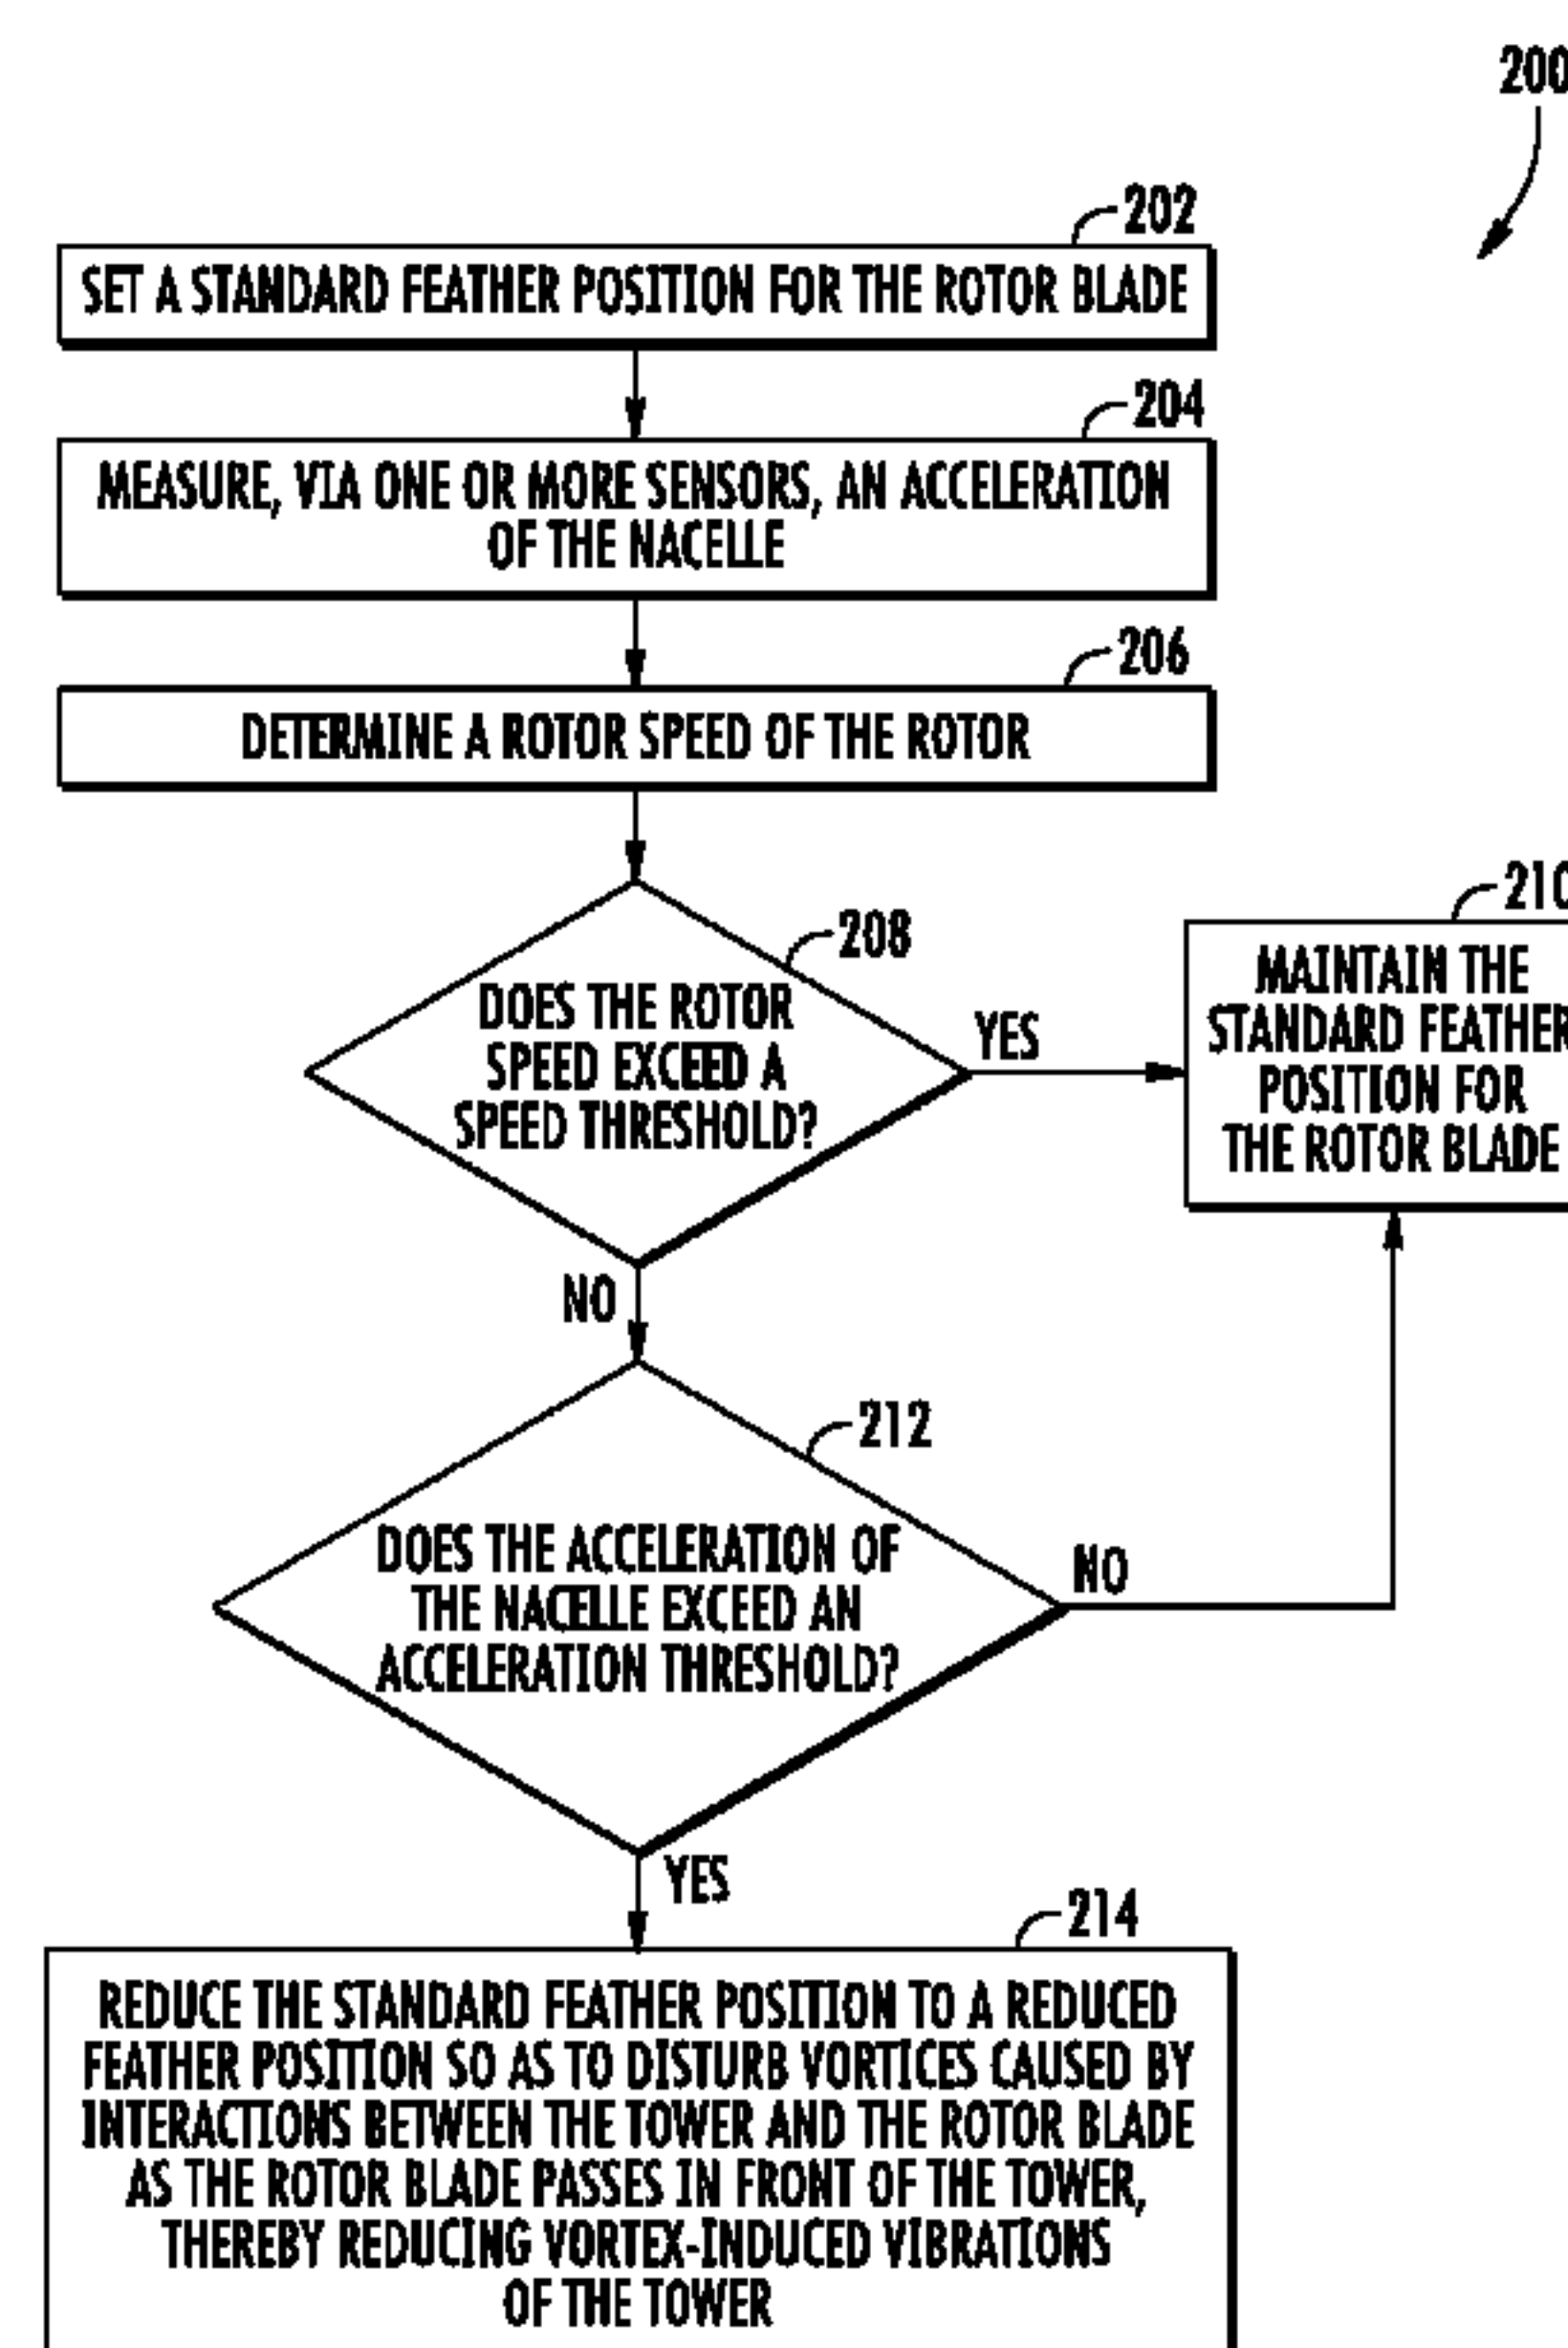 200
202
SET A STANDARD FEATHER POSITION FOR THE ROTOR BLADE
204
MEASURE, VIA ONE OR MORE SENSORS, AN ACCELERATION
OF THE NACELLE
206
DETERMINE A ROTOR SPEED OF THE ROTOR
208
DOES THE ROTOR
SPEED EXCEED A
SPEED THRESHOLD?
YES
210
MAINTAIN THE
STANDARD FEATHER
POSITION FOR
THE ROTOR BLADE
NO
212
DOES THE ACCELERATION OF
THE NACELLE EXCEED AN
ACCELERATION THRESHOLD?
NO
YES
214
REDUCE THE STANDARD FEATHER POSITION TO A REDUCED
FEATHER POSITION SO AS TO DISTURB VORTICES CAUSED BY
INTERACTIONS BETWEEN THE TOWER AND THE ROTOR BLADE
AS THE ROTOR BLADE PASSES IN FRONT OF THE TOWER,
THEREBY REDUCING VORTEX-INDUCED VIBRATIONS
OF THE TOWER